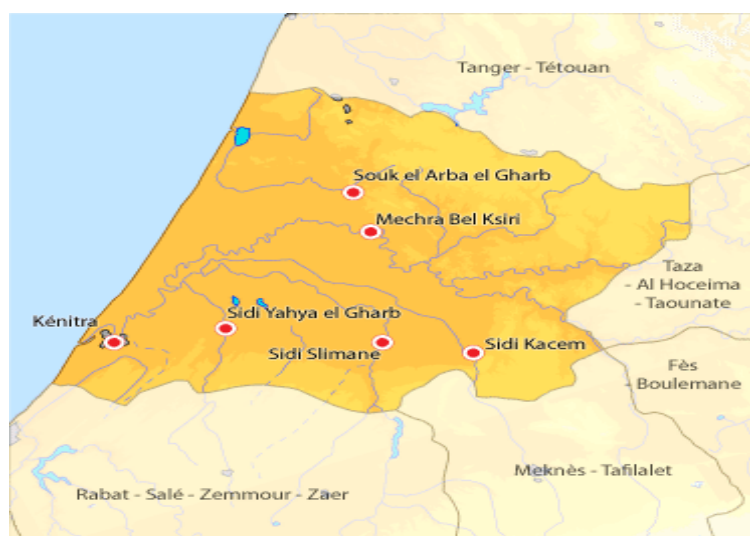 Tanger - Tétouan
Souk el Arba el Gharb
Mechra Bel Ksiri
Taza
- Al Hoceima
- Taounate
Sidi Yahya el Gharb
Kénitra
Sidi Slimane
Sidi Kacem
Fès
- Boulemane
Meknès - Tafilalet
Rabat - Salé - Zemmour - Zaer